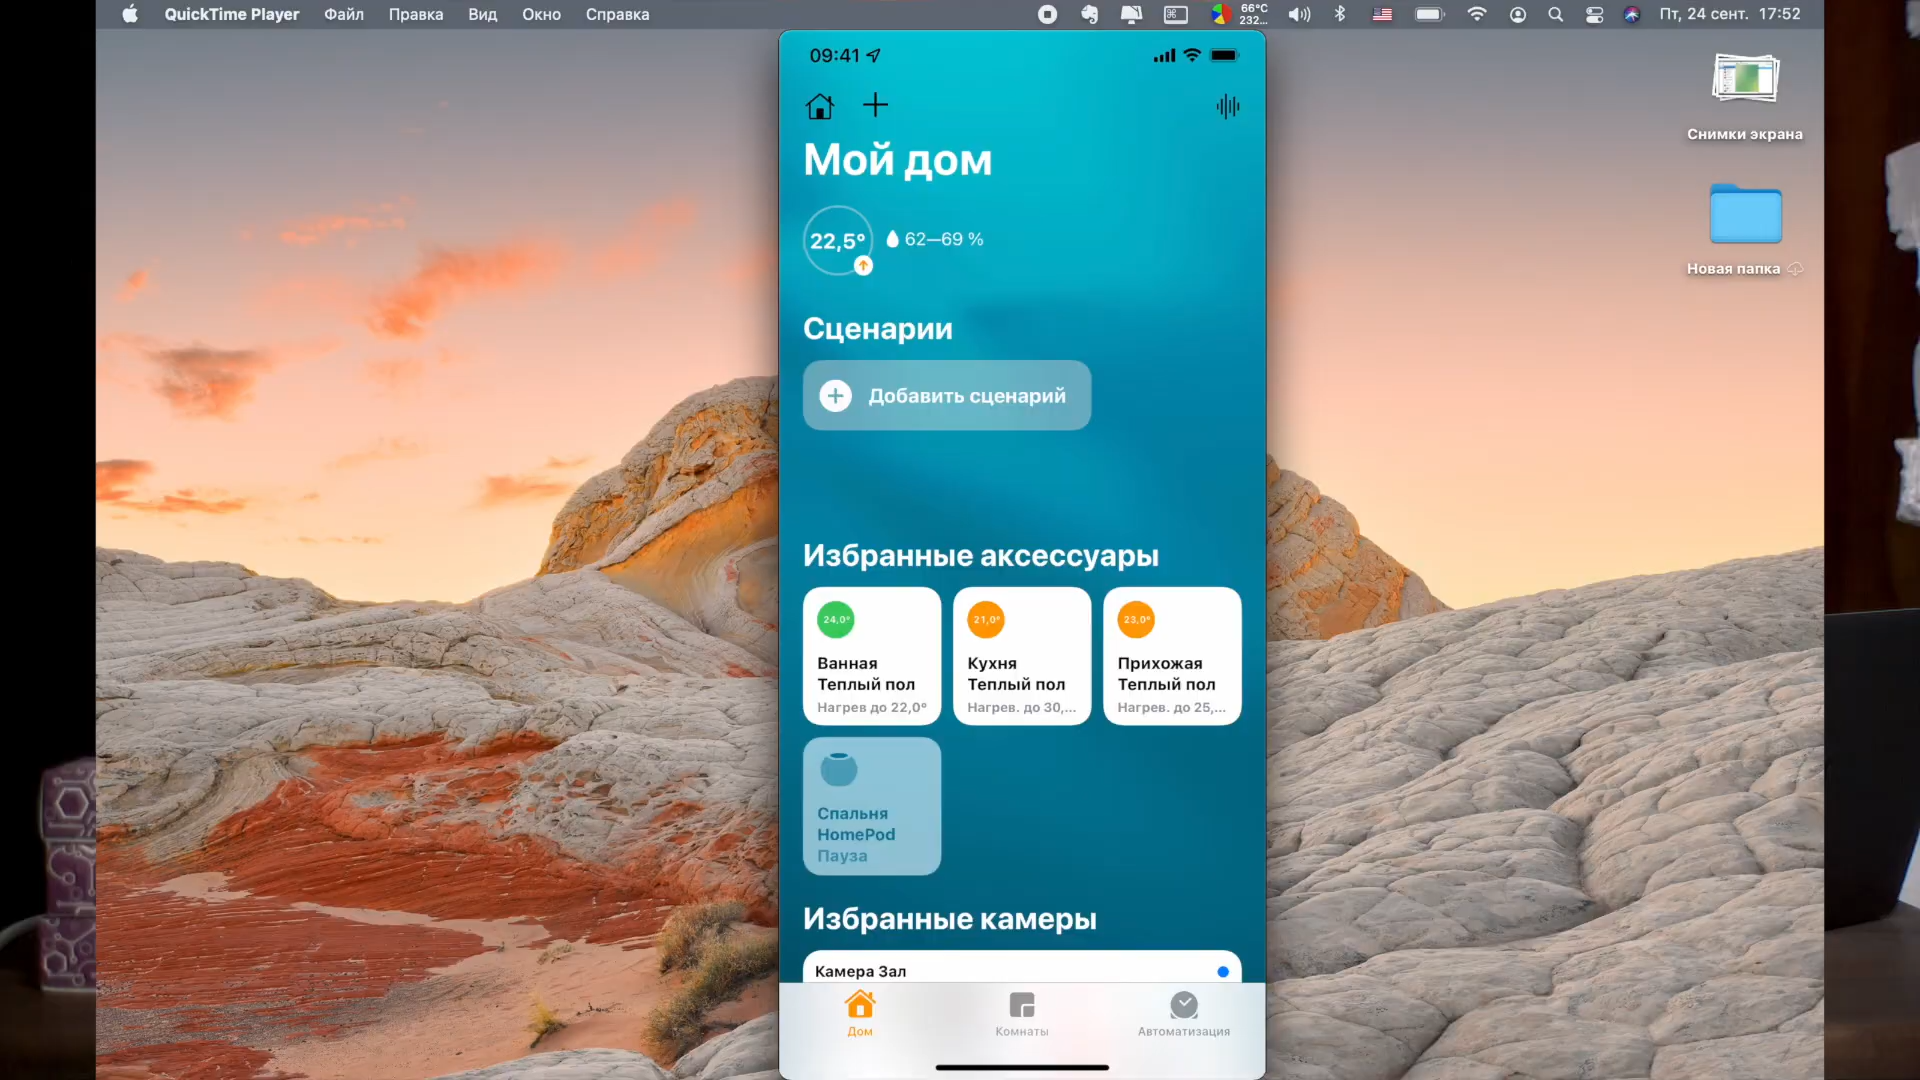 QuickTime Player Файл Правка Вид Окно Справка 66°C 232... Пт, 24 сент. 17:52
09:41
Мой дом
22,5° 62—69 %
Сценарии
Добавить сценарий
Избранные аксессуары
24,0°
Ванная
Теплый пол
Нагрев до 22,0°
21,0°
Кухня
Теплый пол
Нагрев. до 30,...
23,0°
Прихожая
Теплый пол
Нагрев. до 25,...
Спальня
HomePod
Пауза
Избранные камеры
Камера Зал
Дом Комнаты Автоматизация
Снимки экрана
Новая папка